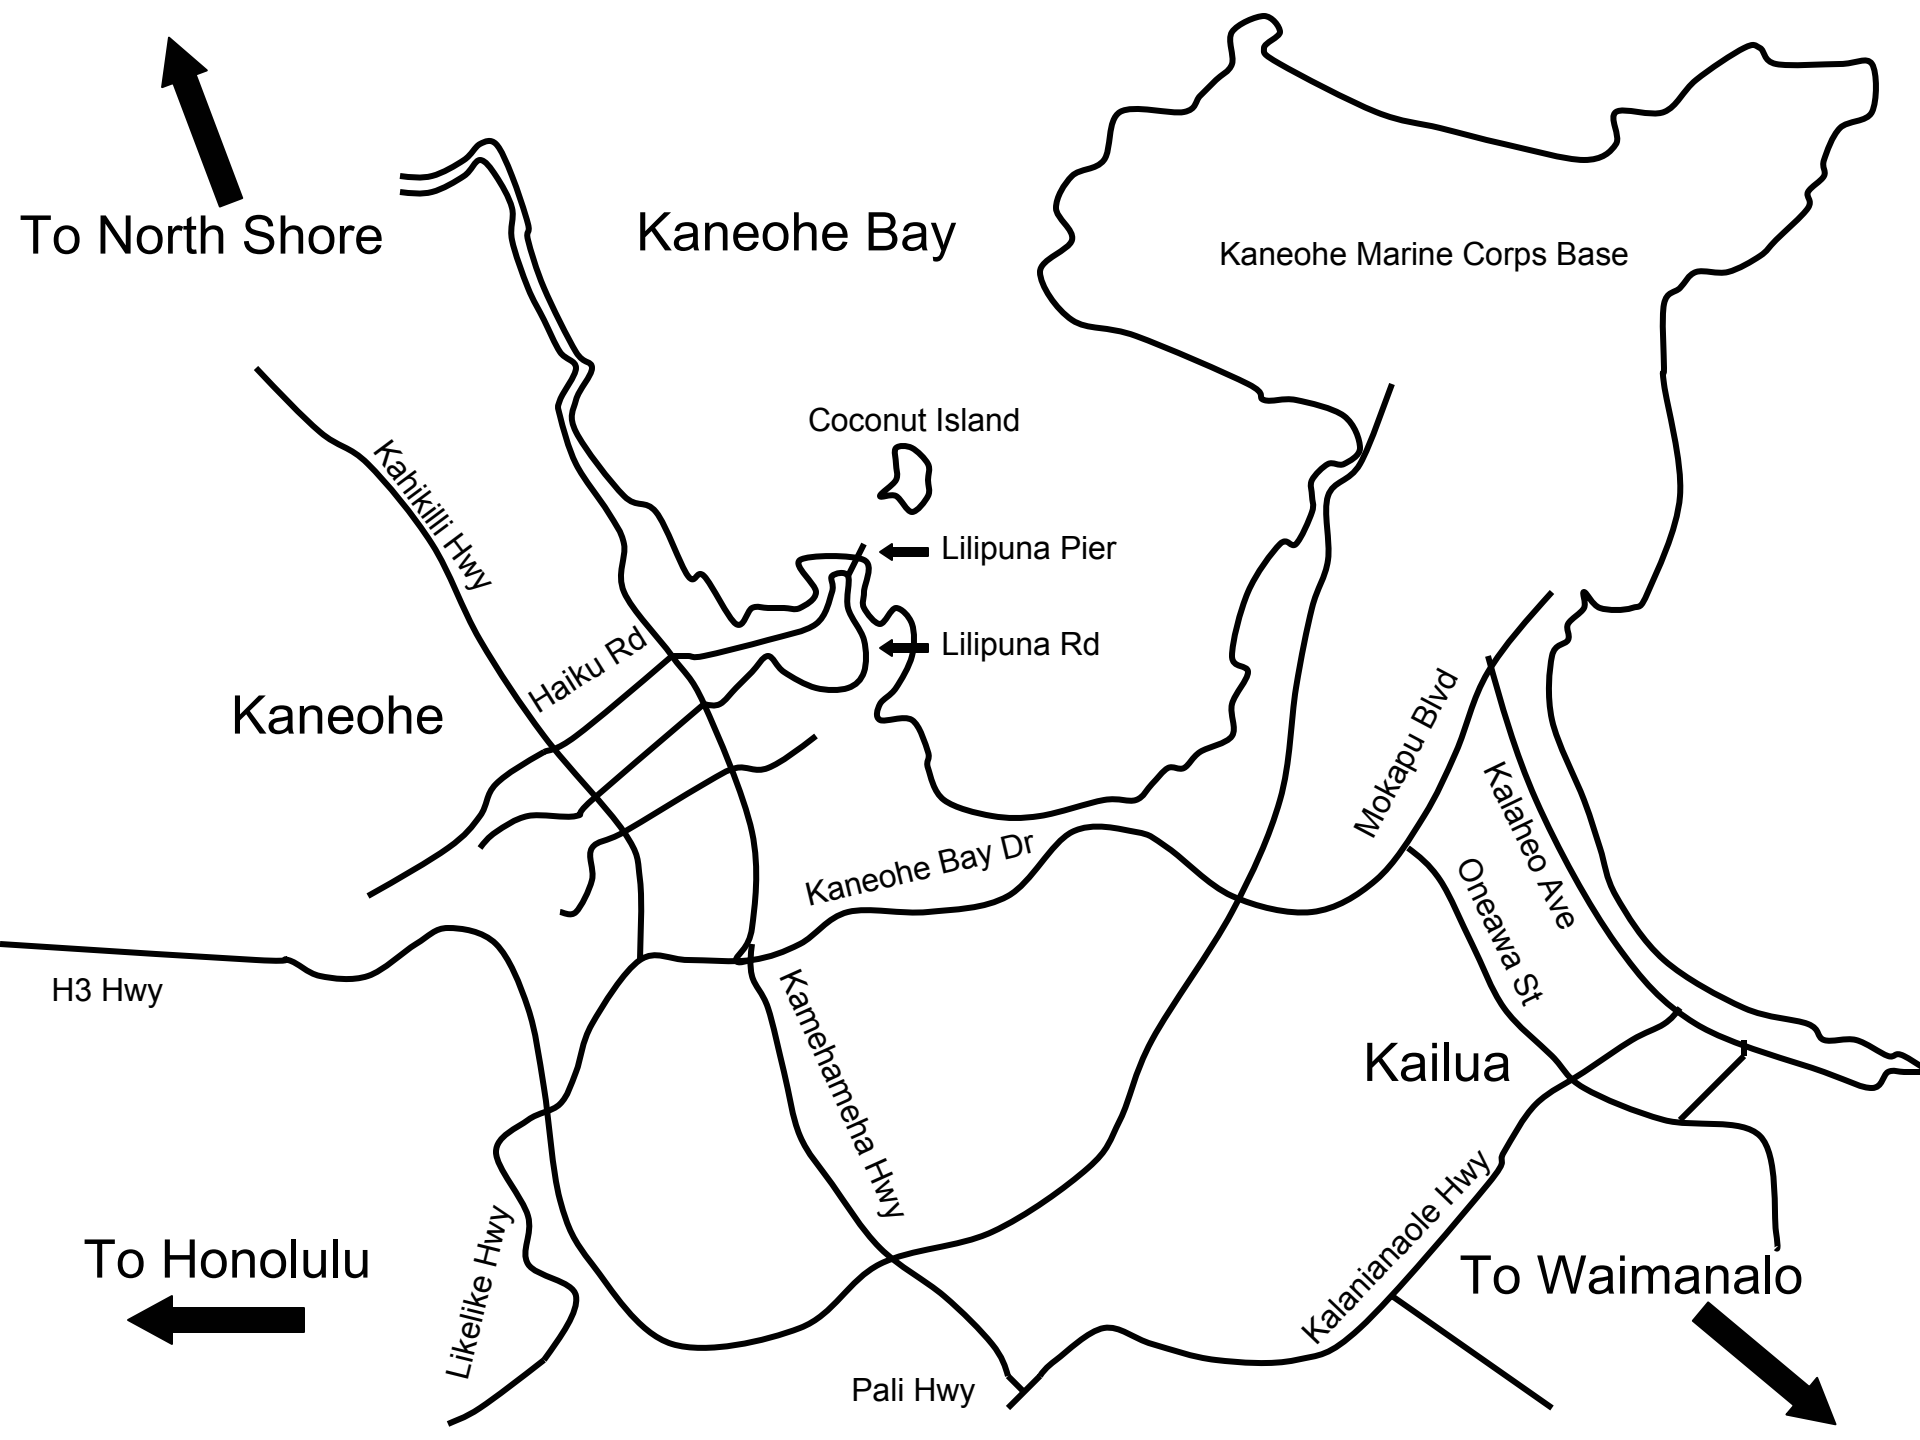 To North Shore
Kaneohe Bay
Kaneohe Marine Corps Base
Coconut Island
Kahikilli Hwy
Lilipuna Pier
Haiku Rd
Lilipuna Rd
Kaneohe
Mokapu Blvd
Kalaheo Ave
Kaneohe Bay Dr
Oneawa St
H3 Hwy
Kamehameha Hwy
Kailua
To Honolulu
Likelike Hwy
Kalanianaole Hwy
To Waimanalo
Pali Hwy